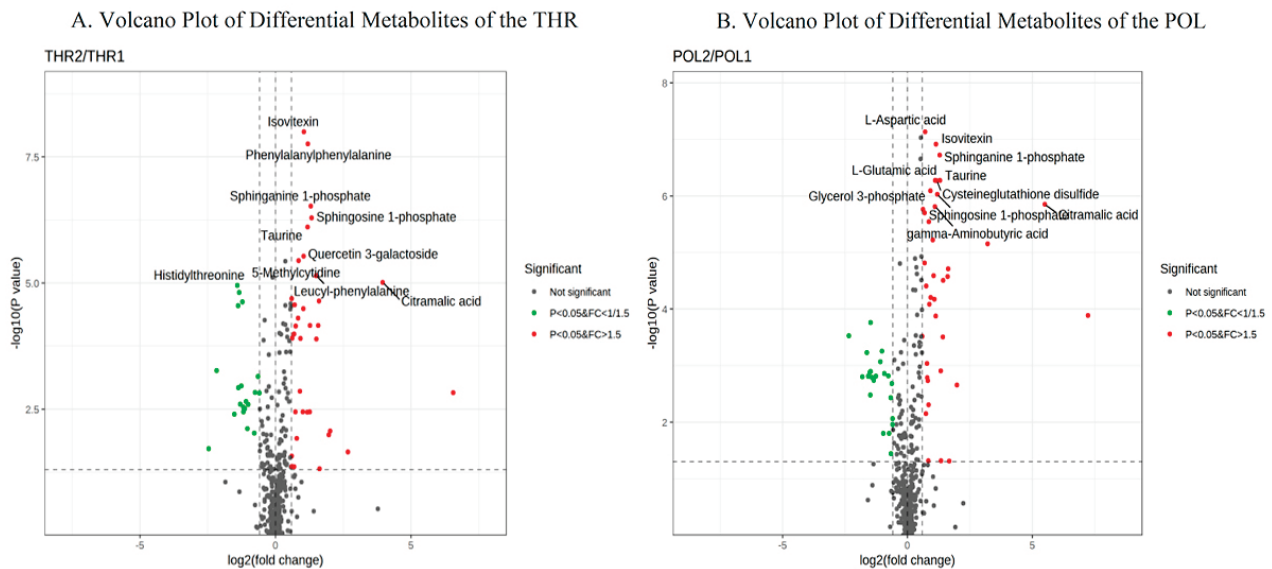 A. Volcano Plot of Differential Metabolites of the THR
THR2/THR1
Isovitexin
Phenylalanylphenylalanine
Sphinganine 1-phosphate
Sphingosine 1-phosphate
Taurine
Quercetin 3-galactoside
Histidylthreonine
5-Methylcytidine
Leucyl-phenylalanine
Citramalic acid
7.5
5.0
2.5
-log10(P value)
-5
0
5
log2(fold change)
Significant
Not significant
P<0.05&FC<1/1.5
P<0.05&FC>1.5
B. Volcano Plot of Differential Metabolites of the POL
POL2/POL1
L-Aspartic acid
Isovitexin
Sphinganine 1-phosphate
L-Glutamic acid
Taurine
Glycerol 3-phosphate
Cysteineglutathione disulfide
Sphingosine 1-phosphate
Citramalic acid
gamma-Aminobutyric acid
8
6
4
2
-log10(P value)
-5
0
5
log2(fold change)
Significant
Not significant
P<0.05&FC<1/1.5
P<0.05&FC>1.5